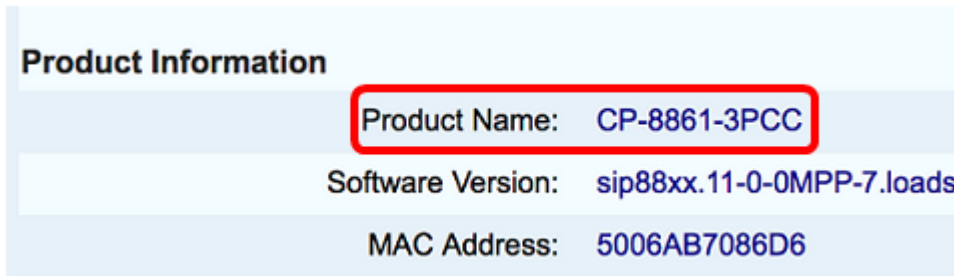 Product Information
Product Name: CP-8861-3PCC
Software Version: sip88xx.11-0-0MPP-7.loads
MAC Address: 5006AB7086D6